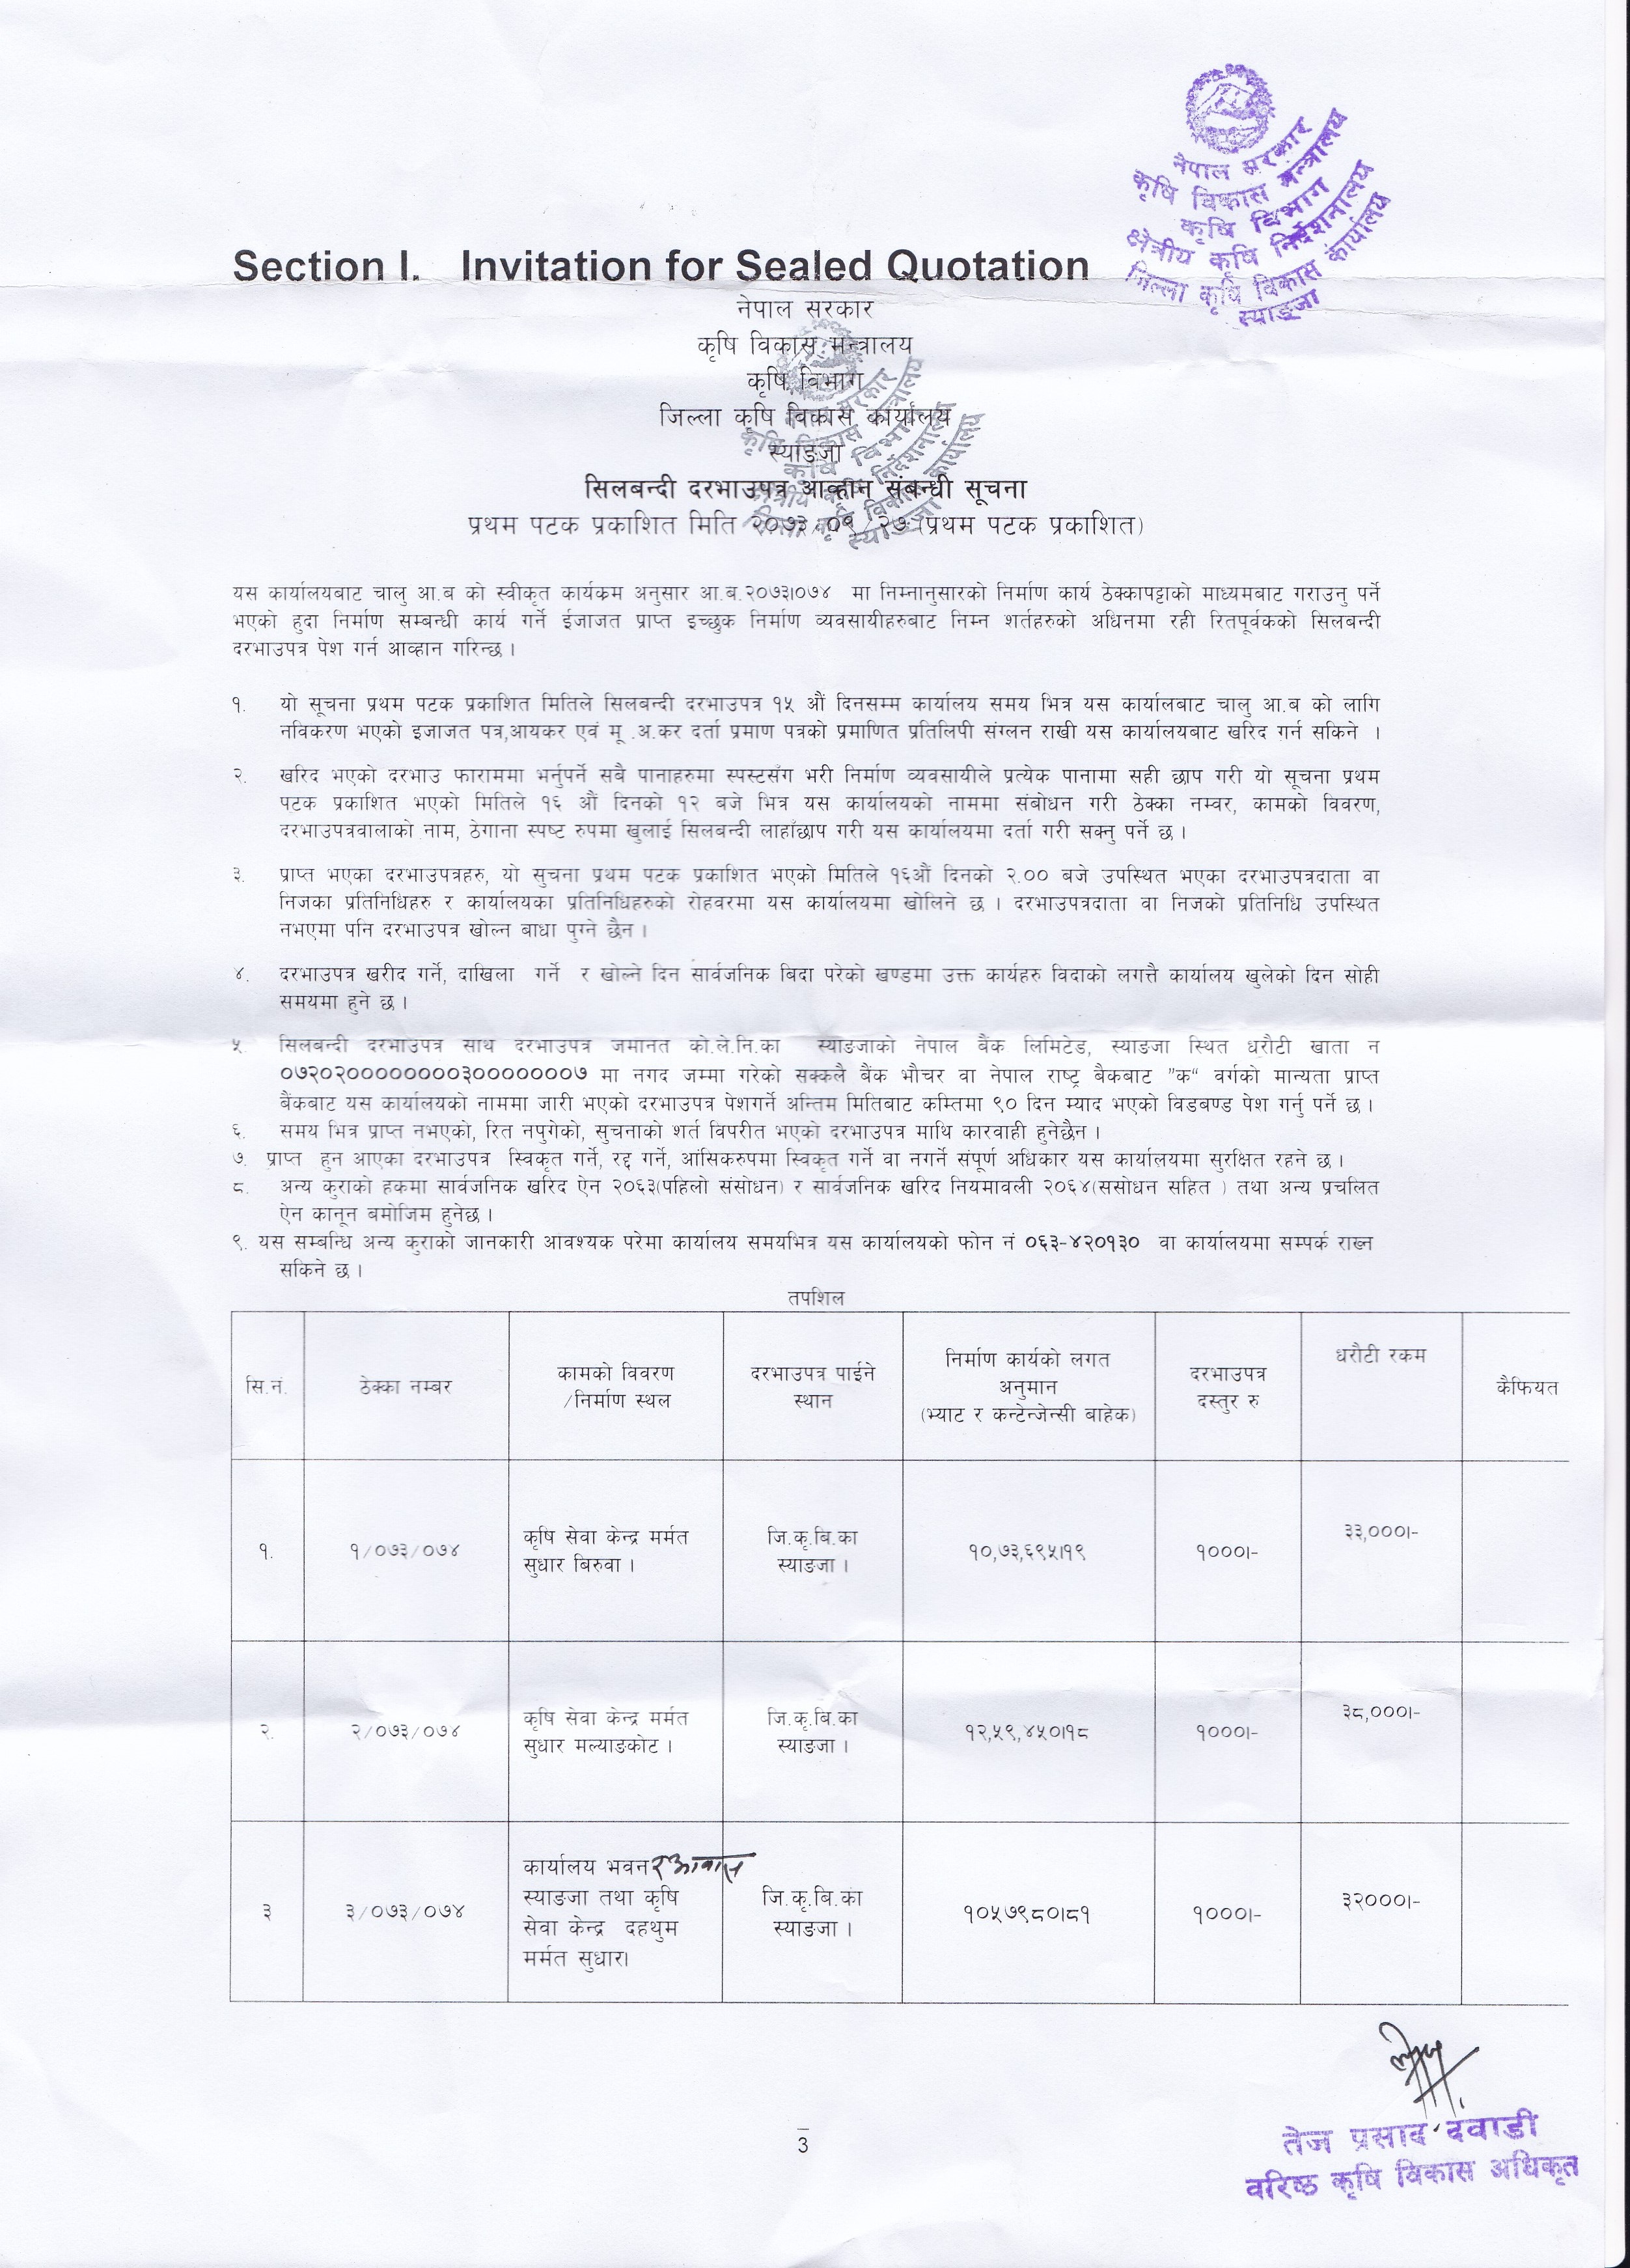 नेपाल सरकार
कृषि विकास मन्त्रालय
कृषि विभाग
क्षेत्रीय कृषि निर्देशनालय
जिल्ला कृषि विकास कार्यालय
स्याङ्जा
Section I. Invitation for Sealed Quotation
नेपाल सरकार
कृषि विकास मन्त्रालय
कृषि विभाग
जिल्ला कृषि विकास कार्यालय
स्याङजा
सिलबन्दी दरभाउपत्र आव्हान संबन्धी सूचना
प्रथम पटक प्रकाशित मिति २०७३/०९/२७ (प्रथम पटक प्रकाशित)
यस कार्यालयबाट चालु आ.ब को स्वीकृत कार्यक्रम अनुसार आ.ब.२०७३।०७४ मा निम्नानुसारको निर्माण कार्य ठेक्कापट्टाको माध्यमबाट गराउनु पर्ने
भएको हुदा निर्माण सम्बन्धी कार्य गर्ने ईजाजत प्राप्त इच्छुक निर्माण व्यवसायीहरुबाट निम्न शर्तहरुको अधिनमा रही रितपूर्वकको सिलबन्दी
दरभाउपत्र पेश गर्न आव्हान गरिन्छ ।
१. यो सूचना प्रथम पटक प्रकाशित मितिले सिलबन्दी दरभाउपत्र १५ औं दिनसम्म कार्यालय समय भित्र यस कार्यालबाट चालु आ.ब को लागि
नविकरण भएको इजाजत पत्र,आयकर एवं मू .अ.कर दर्ता प्रमाण पत्रको प्रमाणित प्रतिलिपी संग्लन राखी यस कार्यालयबाट खरिद गर्न सकिने ।
२. खरिद भएको दरभाउ फाराममा भर्नुपर्ने सबै पानाहरुमा स्पस्टसँग भरी निर्माण व्यवसायीले प्रत्येक पानामा सही छाप गरी यो सूचना प्रथम
पटक प्रकाशित भएको मितिले १६ औं दिनको १२ बजे भित्र यस कार्यालयको नाममा संबोधन गरी ठेक्का नम्वर, कामको विवरण,
दरभाउपत्रवालाको नाम, ठेगाना स्पष्ट रुपमा खुलाई सिलबन्दी लाहाँछाप गरी यस कार्यालयमा दर्ता गरी सक्नु पर्ने छ ।
३. प्राप्त भएका दरभाउपत्रहरु, यो सुचना प्रथम पटक प्रकाशित भएको मितिले १६औं दिनको २.०० बजे उपस्थित भएका दरभाउपत्रदाता वा
निजका प्रतिनिधिहरु र कार्यालयका प्रतिनिधिहरुको रोहवरमा यस कार्यालयमा खोलिने छ । दरभाउपत्रदाता वा निजको प्रतिनिधि उपस्थित
नभएमा पनि दरभाउपत्र खोल्न बाधा पुग्ने छैन ।
४. दरभाउपत्र खरीद गर्ने, दाखिला गर्ने र खोल्ने दिन सार्वजनिक बिदा परेको खण्डमा उक्त कार्यहरु विदाको लगत्तै कार्यालय खुलेको दिन सोही
समयमा हुने छ ।
५ सिलबन्दी दरभाउपत्र साथ दरभाउपत्र जमानत को.ले.नि.का स्याङजाको नेपाल बैंक लिमिटेड, स्याङजा स्थित धरौटी खाता न
०७२०२०००००००००३०००००००७ मा नगद जम्मा गरेको सक्कलै बैंक भौचर वा नेपाल राष्ट्र बैकबाट ”क“ वर्गको मान्यता प्राप्त
बैंकबाट यस कार्यालयको नाममा जारी भएको दरभाउपत्र पेशगर्ने अन्तिम मितिबाट कम्तिमा ९० दिन म्याद भएको विडबण्ड पेश गर्नु पर्ने छ ।
६. समय भित्र प्राप्त नभएको, रित नपुगेको, सुचनाको शर्त विपरीत भएको दरभाउपत्र माथि कारवाही हुनेछैन ।
७. प्राप्त हुन आएका दरभाउपत्र स्विकृत गर्ने, रद्द गर्ने, आंसिकरुपमा स्विकृत गर्ने वा नगर्ने संपूर्ण अधिकार यस कार्यालयमा सुरक्षित रहने छ ।
८. अन्य कुराको हकमा सार्वजनिक खरिद ऐन २०६३(पहिलो संसोधन) र सार्वजनिक खरिद नियमावली २०६४(ससोधन सहित ) तथा अन्य प्रचलित
ऐन कानून बमोजिम हुनेछ ।
९. यस सम्बन्धि अन्य कुराको जानकारी आवश्यक परेमा कार्यालय समयभित्र यस कार्यालयको फोन नं ०६३-४२०१३० वा कार्यालयमा सम्पर्क राख्न
सकिने छ ।
तपशिल
सि.नं. ठेक्का नम्बर कामको विवरण /निर्माण स्थल दरभाउपत्र पाईने स्थान निर्माण कार्यको लगत अनुमान (भ्याट र कन्टेन्जेन्सी बाहेक) दरभाउपत्र दस्तुर रु धरौटी रकम कैफियत
१. १/०७३/०७४ कृषि सेवा केन्द्र मर्मत सुधार बिरुवा । जि.कृ.बि.का स्याङजा । १०,७३,६९५।१९ १०००।- ३३,०००।-
२. २/०७३/०७४ कृषि सेवा केन्द्र मर्मत सुधार मल्याङकोट । जि.कृ.बि.का स्याङजा । १२,५९,४५०।१८ १०००।- ३८,०००।-
३ ३/०७३/०७४ कार्यालय भवन र आवास स्याङजा तथा कृषि सेवा केन्द्र दहथुम मर्मत सुधार। जि.कृ.बि.का स्याङजा । १०५७९८०।८१ १०००।- ३२०००।-
3
तेज प्रसाद दवाडी
वरिष्ठ कृषि विकास अधिकृत